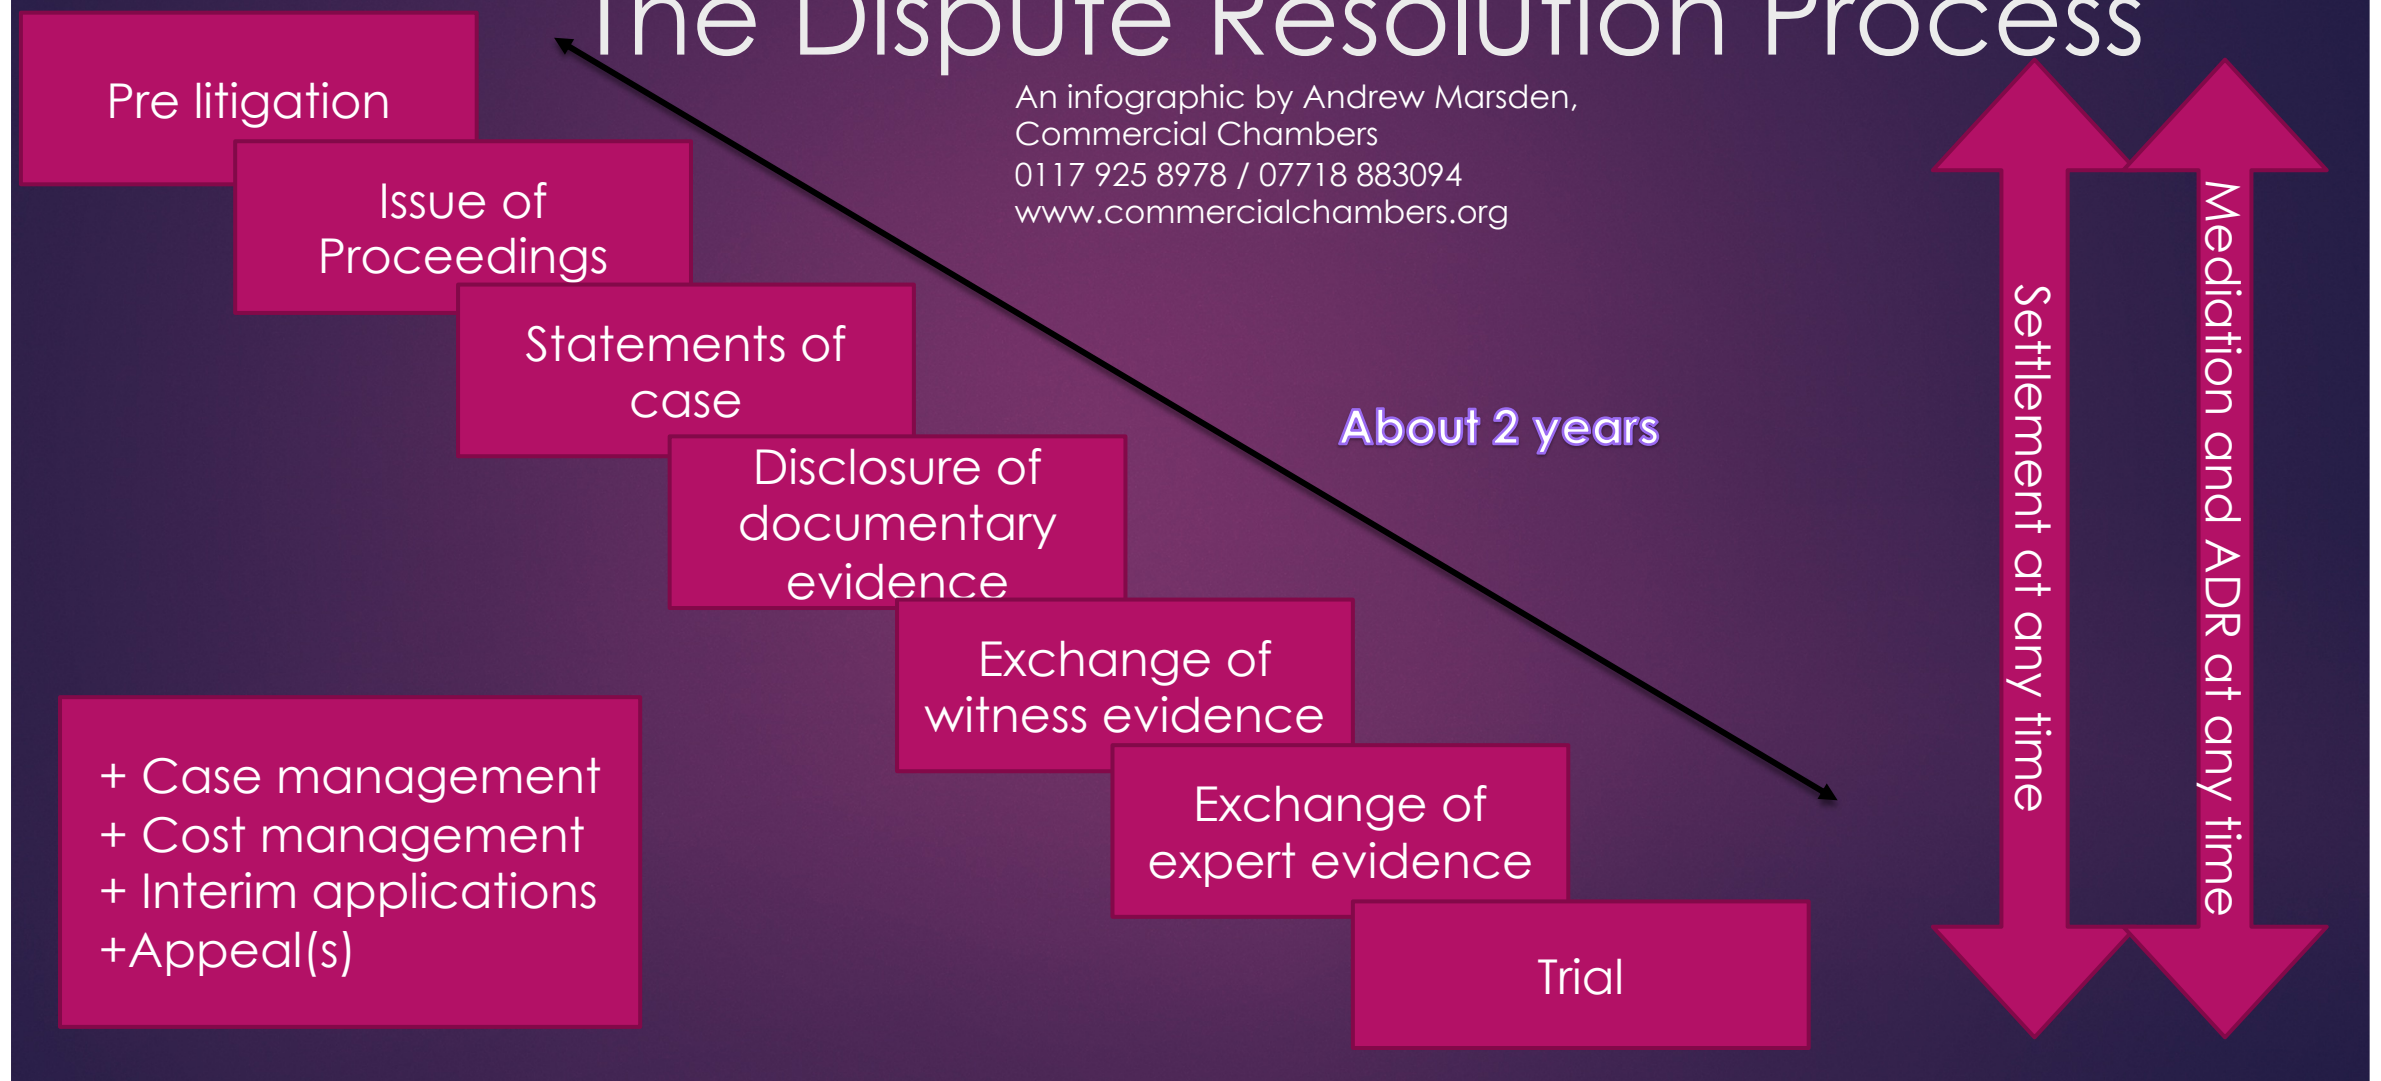 The Dispute Resolution Process
An infographic by Andrew Marsden,
Commercial Chambers
0117 925 8978 / 07718 883094
www.commercialchambers.org
Pre litigation
Issue of
Proceedings
Statements of
case
Disclosure of
documentary
evidence
Exchange of
witness evidence
Exchange of
expert evidence
Trial
About 2 years
Settlement at any time
Mediation and ADR at any time
+ Case management
+ Cost management
+ Interim applications
+Appeal(s)